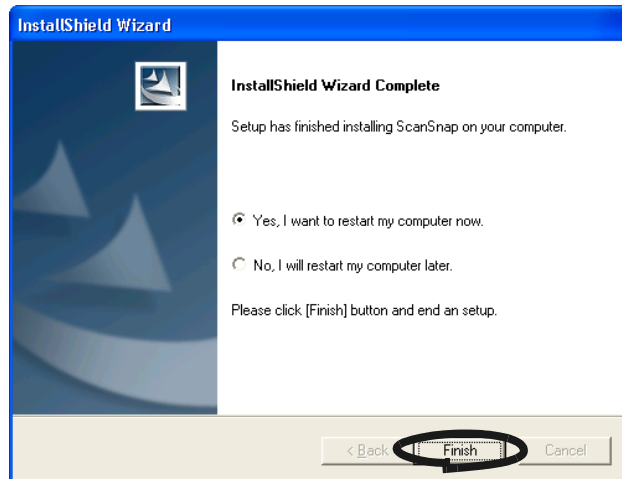 InstallShield Wizard
InstallShield Wizard Complete
Setup has finished installing ScanSnap on your computer.
Yes, I want to restart my computer now.
No, I will restart my computer later.
Please click [Finish] button and end an setup.
< Back Finish Cancel